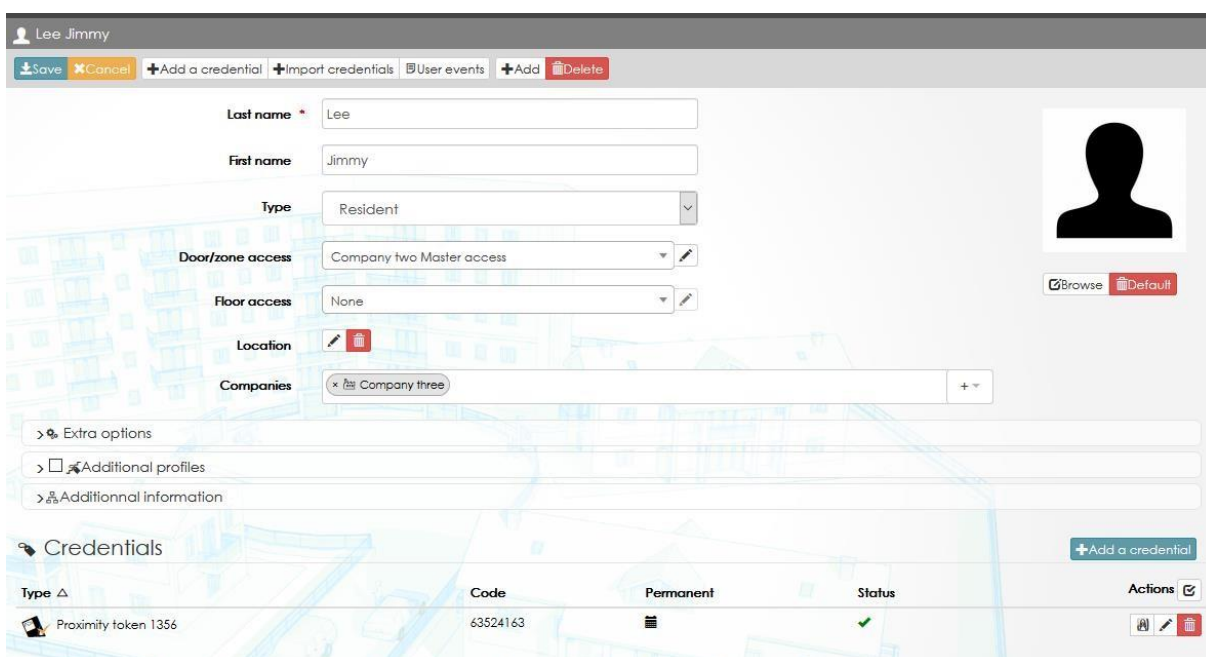 Lee Jimmy
Save Cancel Add a credential Import credentials User events Add Delete
Last name * Lee
First name Jimmy
Type Resident
Door/zone access Company two Master access
Floor access None
Browse Default
Location
Companies × Company three +
Extra options
Additional profiles
Additionnal information
Credentials
Add a credential
Type Code Permanent Status Actions
Proximity token 1356 63524163